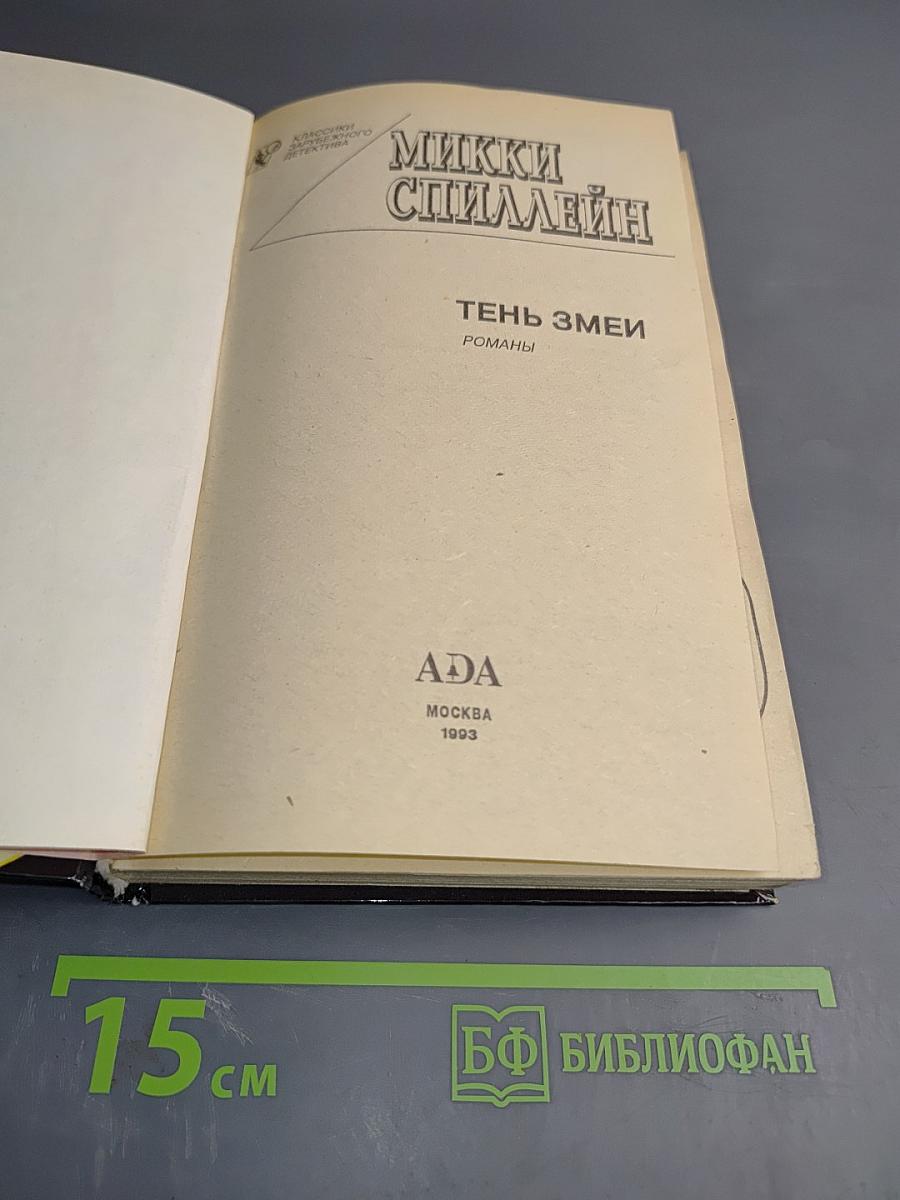 КЛАССИКИ
ЗАРУБЕЖНОГО
ДЕТЕКТИВА
МИККИ
СПИЛЛЕЙН
ТЕНЬ ЗМЕИ
РОМАНЫ
ADA
МОСКВА
1993
15 см
БФ БИБЛИОФАН